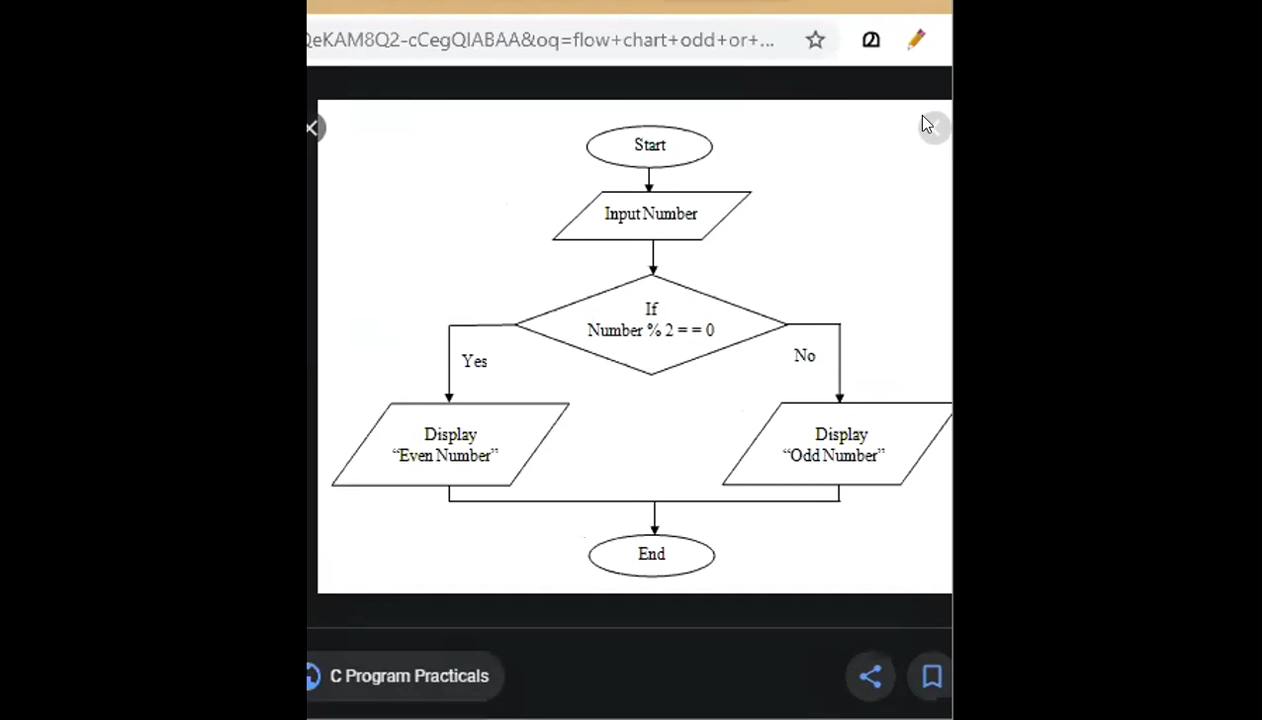 QeKAM8Q2-cCegQIABAA&oq=flow+chart+odd+or+...
Start
Input Number
If
Number % 2 = = 0
Yes
No
Display
“Even Number”
Display
“Odd Number”
End
C Program Practicals